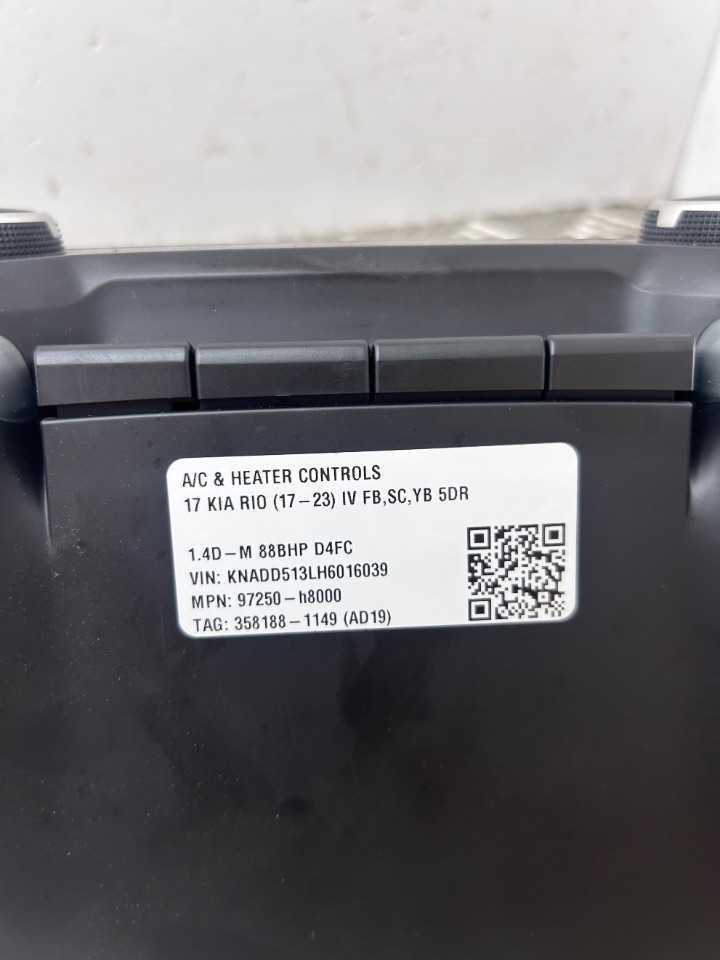 A/C & HEATER CONTROLS
17 KIA RIO (17-23) IV FB,SC,YB 5DR
1.4D-M 88BHP D4FC
VIN: KNADD513LH6016039
MPN: 97250-h8000
TAG: 358188-1149 (AD19)